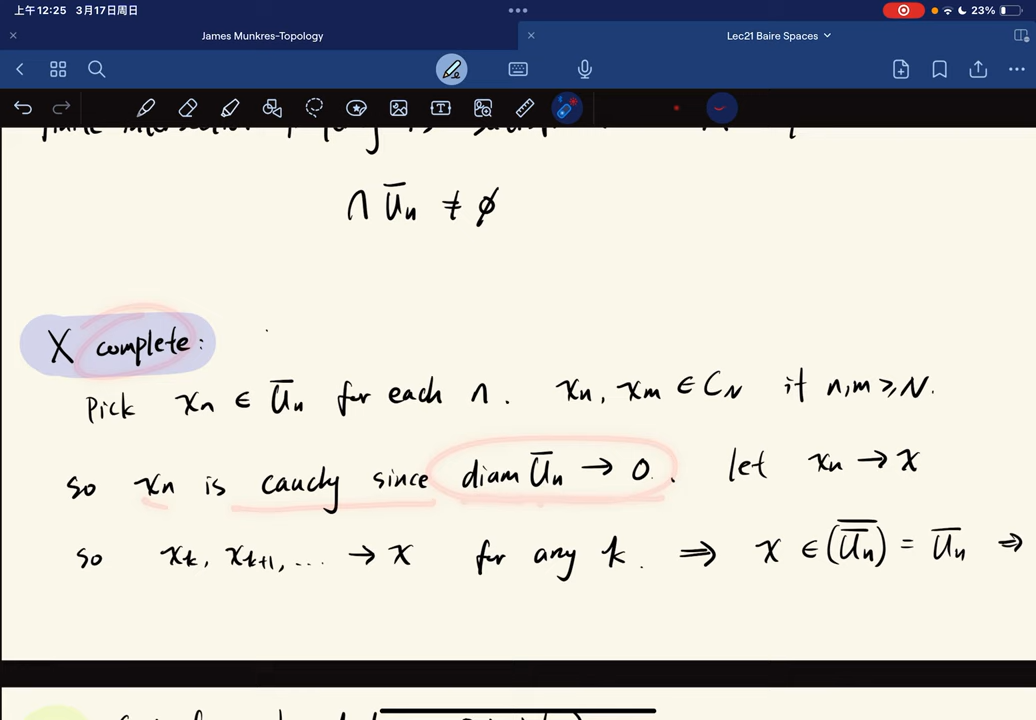 上午12:25 3月17日周日
23%
James Munkres-Topology
Lec21 Baire Spaces
∩ Ūn ≠ ∅
X complete:
Pick xn ∈ Ūn for each n. xn, xm ∈ CN if n,m ≥ N.
so xn is caucly since diam Ūn → 0. let xn → x
so xk, xk+1, ... → x for any k. ⇒ x ∈ (Ūn)‾ = Ūn ⇒